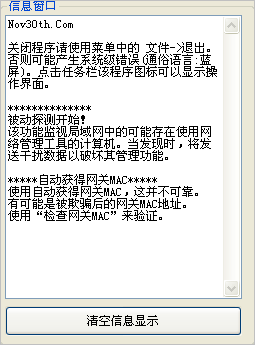 信息窗口
Nov30th.Com
关闭程序请使用菜单中的 文件->退出。
否则可能产生系统级错误(通俗语言:蓝
屏)。点击任务栏该程序图标可以显示操
作界面。
**************
被动探测开始!
该功能监视局域网中的可能存在使用网
络管理工具的计算机。当发现时，将发
送干扰数据以破坏其管理功能。
*****自动获得网关MAC*****
使用自动获得网关MAC，这并不可靠。
有可能是被欺骗后的网关MAC地址。
使用“检查网关MAC”来验证。
清空信息显示